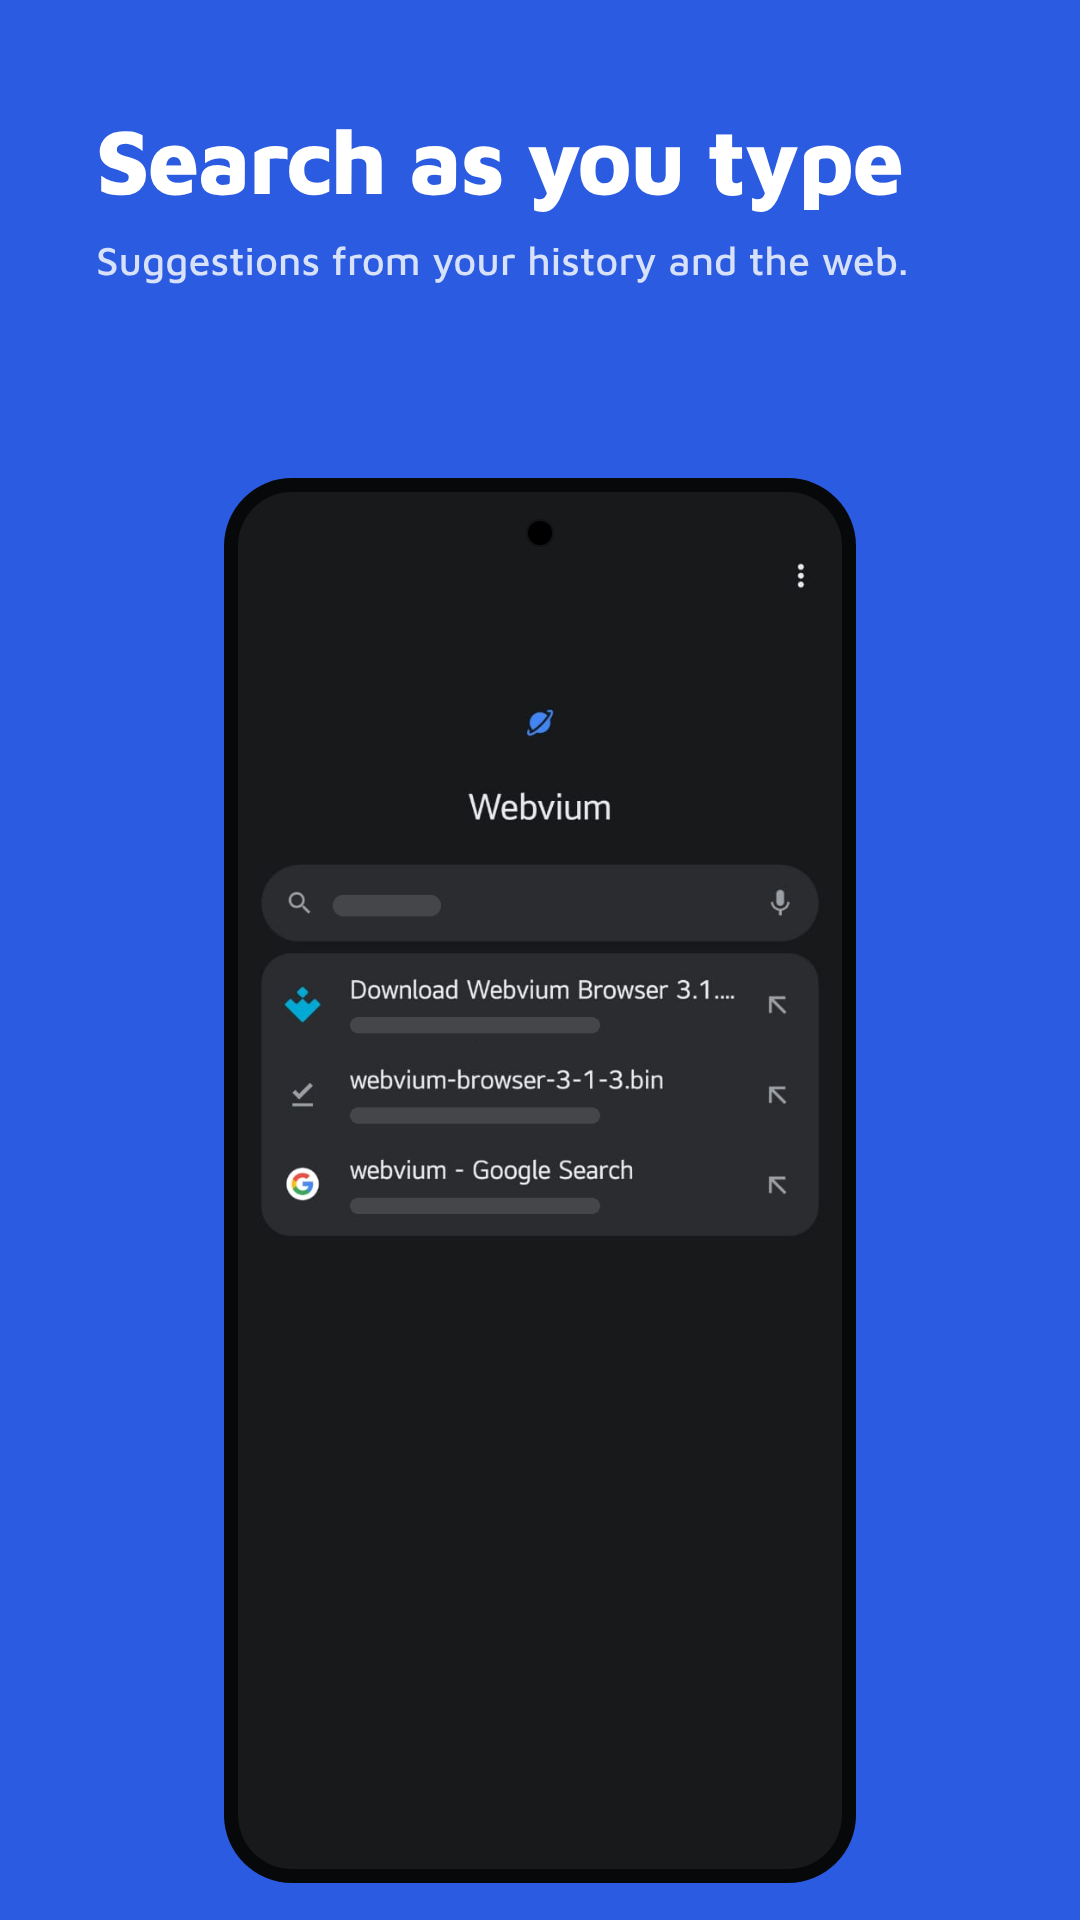 Search as you type
Suggestions from your history and the web.
Webvium
Download Webvium Browser 3.1....
webvium-browser-3-1-3.bin
webvium - Google Search